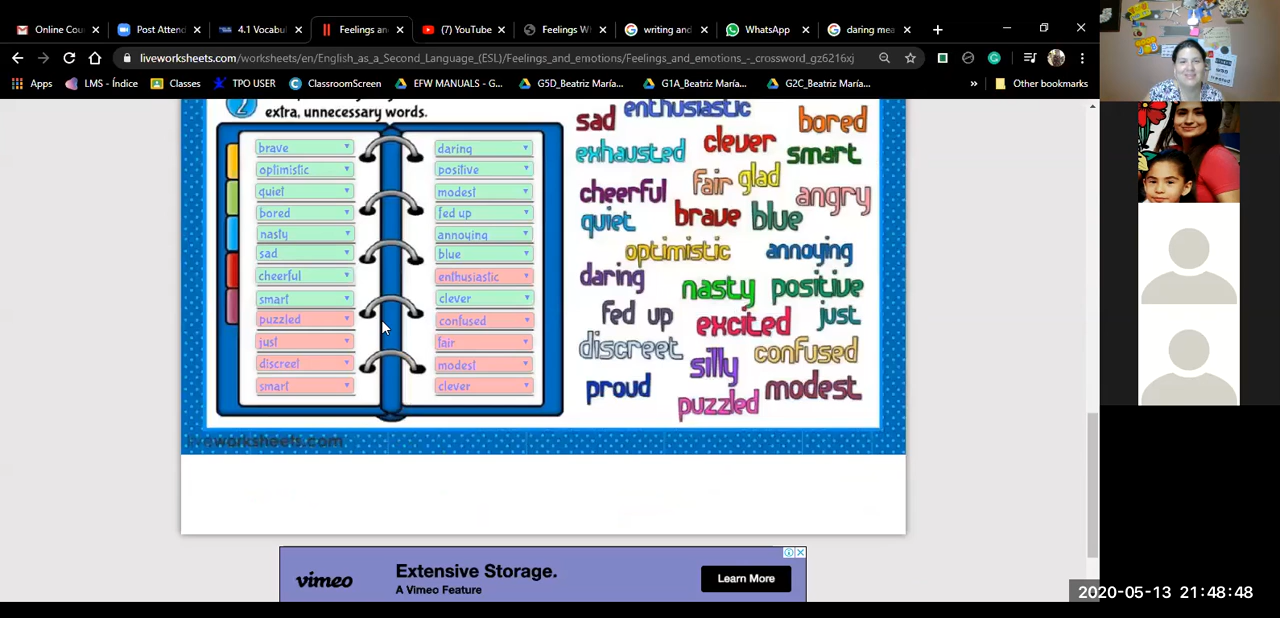 Online Cou
Post Attend
4.1 Vocabul
Feelings an
(7) YouTube
Feelings W
writing and
WhatsApp
daring mea
liveworksheets.com/worksheets/en/English_as_a_Second_Language_(ESL)/Feelings_and_emotions/Feelings_and_emotions_-_crossword_gz6216xj
Apps
LMS - Índice
Classes
TPO USER
ClassroomScreen
EFW MANUALS - G...
G5D_Beatriz María...
G1A_Beatriz María...
G2C_Beatriz María...
»
Other bookmarks
2
extra, unnecessary words.
brave daring
optimistic positive
quiet modest
bored fed up
nasty annoying
sad blue
cheerful enthusiastic
smart clever
puzzled confused
just fair
discreet modest
smart clever
sad enthusiastic bored
exhausted clever smart
cheerful fair glad angry
quiet brave blue
optimistic annoying
daring nasty positive
fed up excited just
discreet silly confused
proud puzzled modest
liveworksheets.com
vimeo
Extensive Storage.
A Vimeo Feature
Learn More
2020-05-13 21:48:48